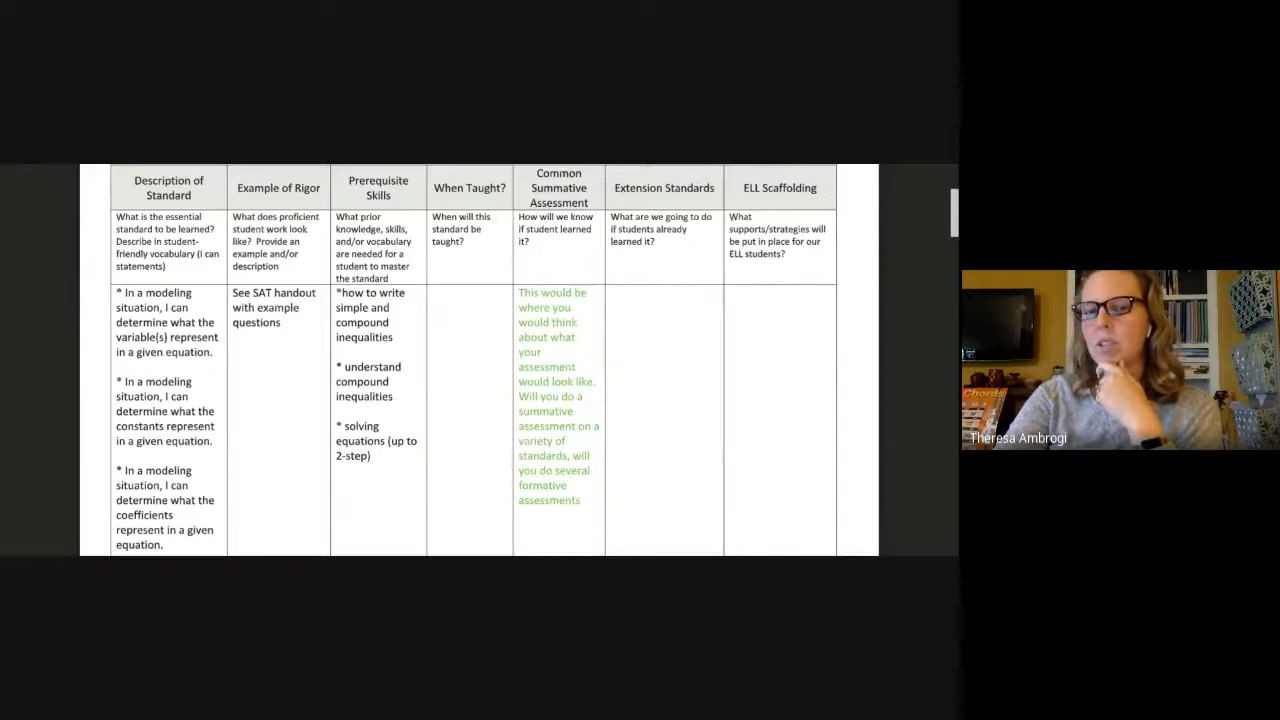 Description of
Standard
Example of Rigor
Prerequisite
Skills
When Taught?
Common
Summative
Assessment
Extension Standards
ELL Scaffolding
What is the essential
standard to be learned?
Describe in student-
friendly vocabulary (I can
statements)
What does proficient
student work look
like? Provide an
example and/or
description
What prior
knowledge, skills,
and/or vocabulary
are needed for a
student to master
the standard
When will this
standard be
taught?
How will we know
if student learned
it?
What are we going to do
if students already
learned it?
What
supports/strategies will
be put in place for our
ELL students?
* In a modeling
situation, I can
determine what the
variable(s) represent
in a given equation.
* In a modeling
situation, I can
determine what the
constants represent
in a given equation.
* In a modeling
situation, I can
determine what the
coefficients
represent in a given
equation.
See SAT handout
with example
questions
*how to write
simple and
compound
inequalities
* understand
compound
inequalities
* solving
equations (up to
2-step)
This would be
where you
would think
about what
your
assessment
would look like.
Will you do a
summative
assessment on a
variety of
standards, will
you do several
formative
assessments
Chords
Theresa Ambrogi